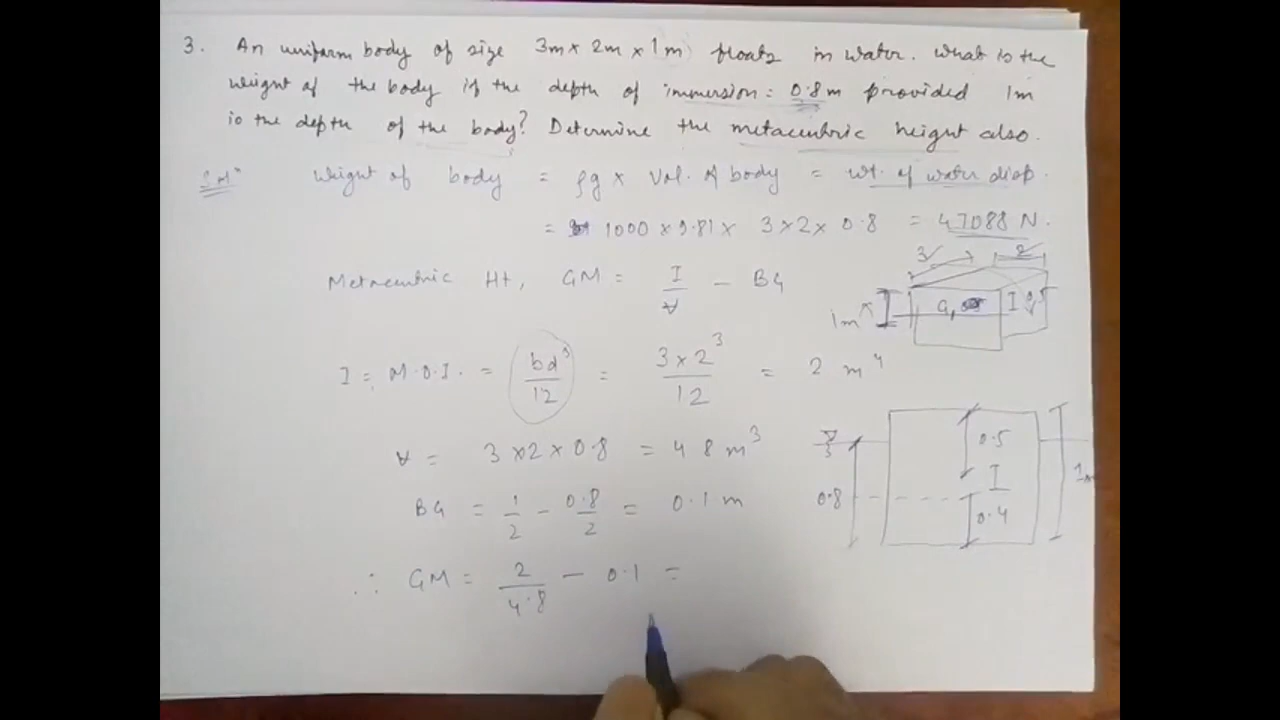 3. An uniform body of size 3m × 2m × 1m floats in water. What is the
weight of the body if the depth of immersion = 0.8m provided 1m
is the depth of the body? Determine the metacentric height also.
Weight of body = ρg × Vol. of body = wt. of water disp.
= 1000 × 9.81 × 3 × 2 × 0.8 = 47088 N.
Metacentric Ht, GM = I/∀ - BG
3 2
1m G, I
I = M.O.I. = bd³/12 = 3 × 2³/12 = 2 m⁴
∀ = 3 × 2 × 0.8 = 4.8 m³
BG = 1/2 - 0.8/2 = 0.1 m
∴ GM = 2/4.8 - 0.1 =
0.5
0.8 I 1m
0.4